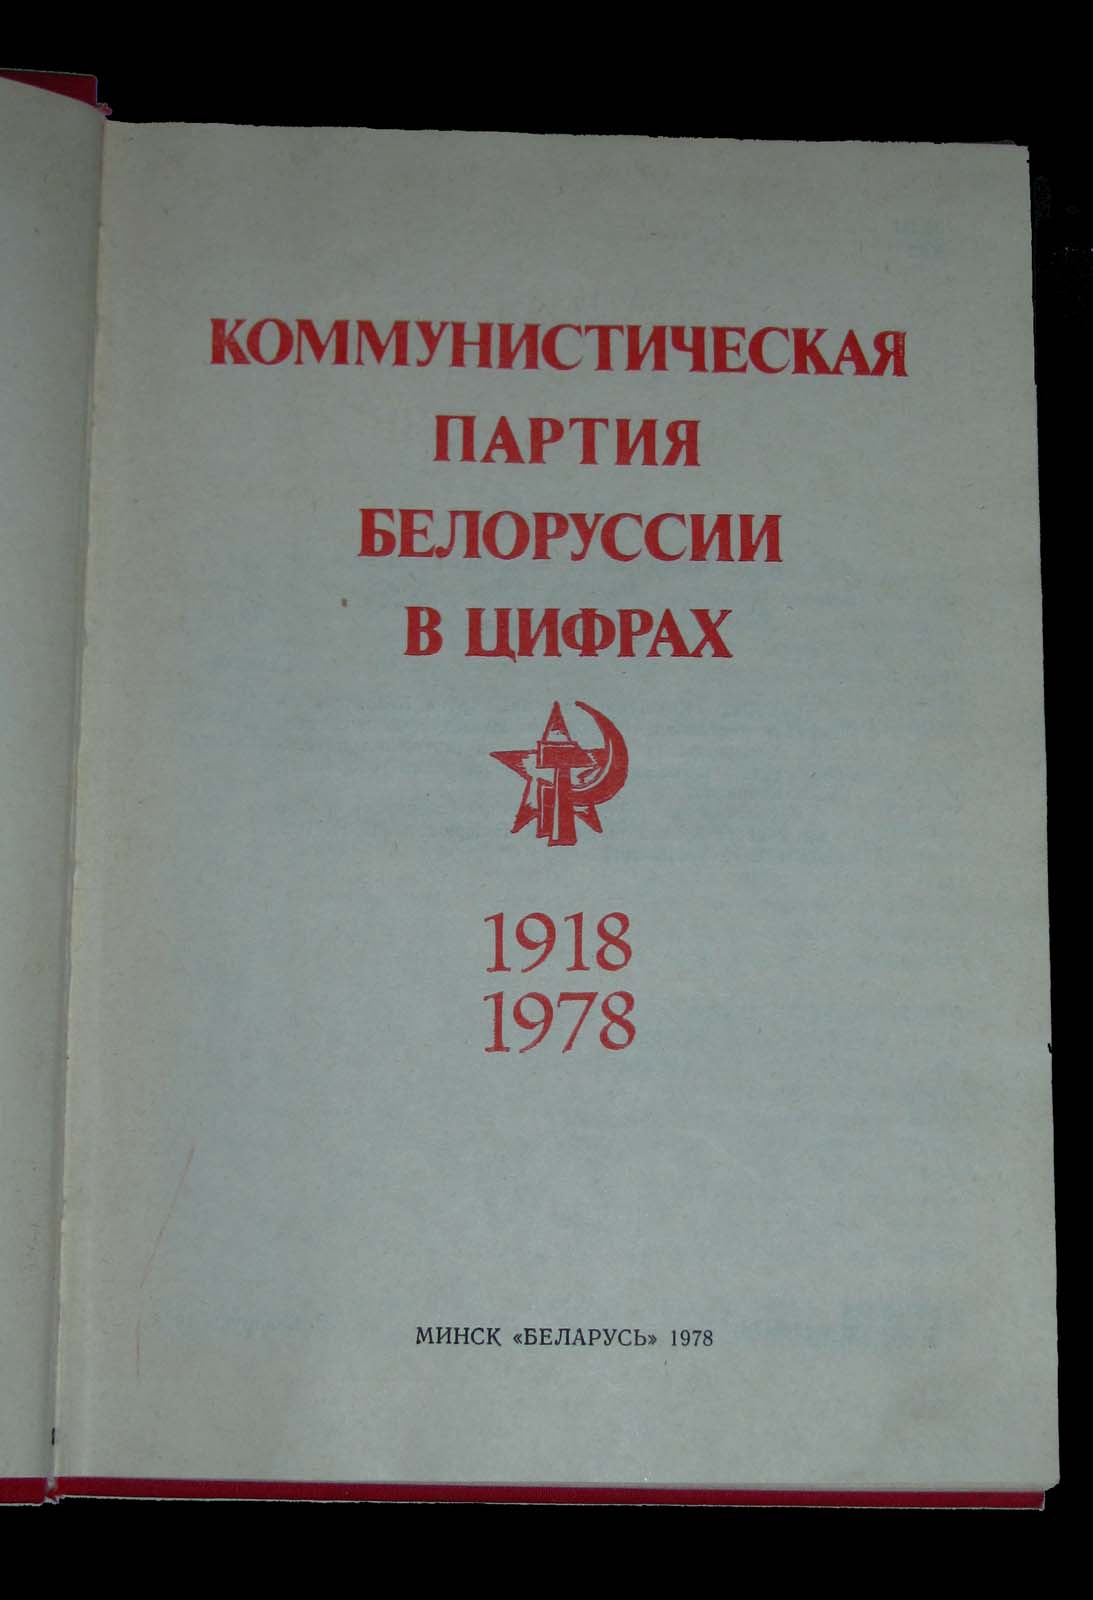 КОММУНИСТИЧЕСКАЯ
ПАРТИЯ
БЕЛОРУССИИ
В ЦИФРАХ
1918
1978
МИНСК «БЕЛАРУСЬ» 1978